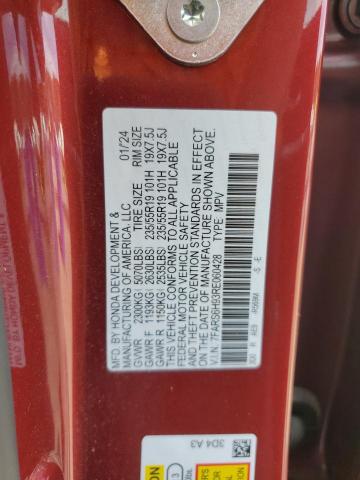 MFD. BY HONDA DEVELOPMENT &
MANUFACTURING OF AMERICA, LLC 01/24
TIRE SIZE RIM SIZE
GVWR 2300KG(5070LBS)
GAWR F 1193KG(2630LBS) 235/55R19 101H 19X7.5J
GAWR R 1150KG(2535LBS) 235/55R19 101H 19X7.5J
THIS VEHICLE CONFORMS TO ALL APPLICABLE
FEDERAL MOTOR VEHICLE SAFETY
AND THEFT PREVENTION STANDARDS IN EFFECT
ON THE DATE OF MANUFACTURE SHOWN ABOVE.
V.I.N. 7FARS6H93RE060428 TYPE MPV
3D4 A3